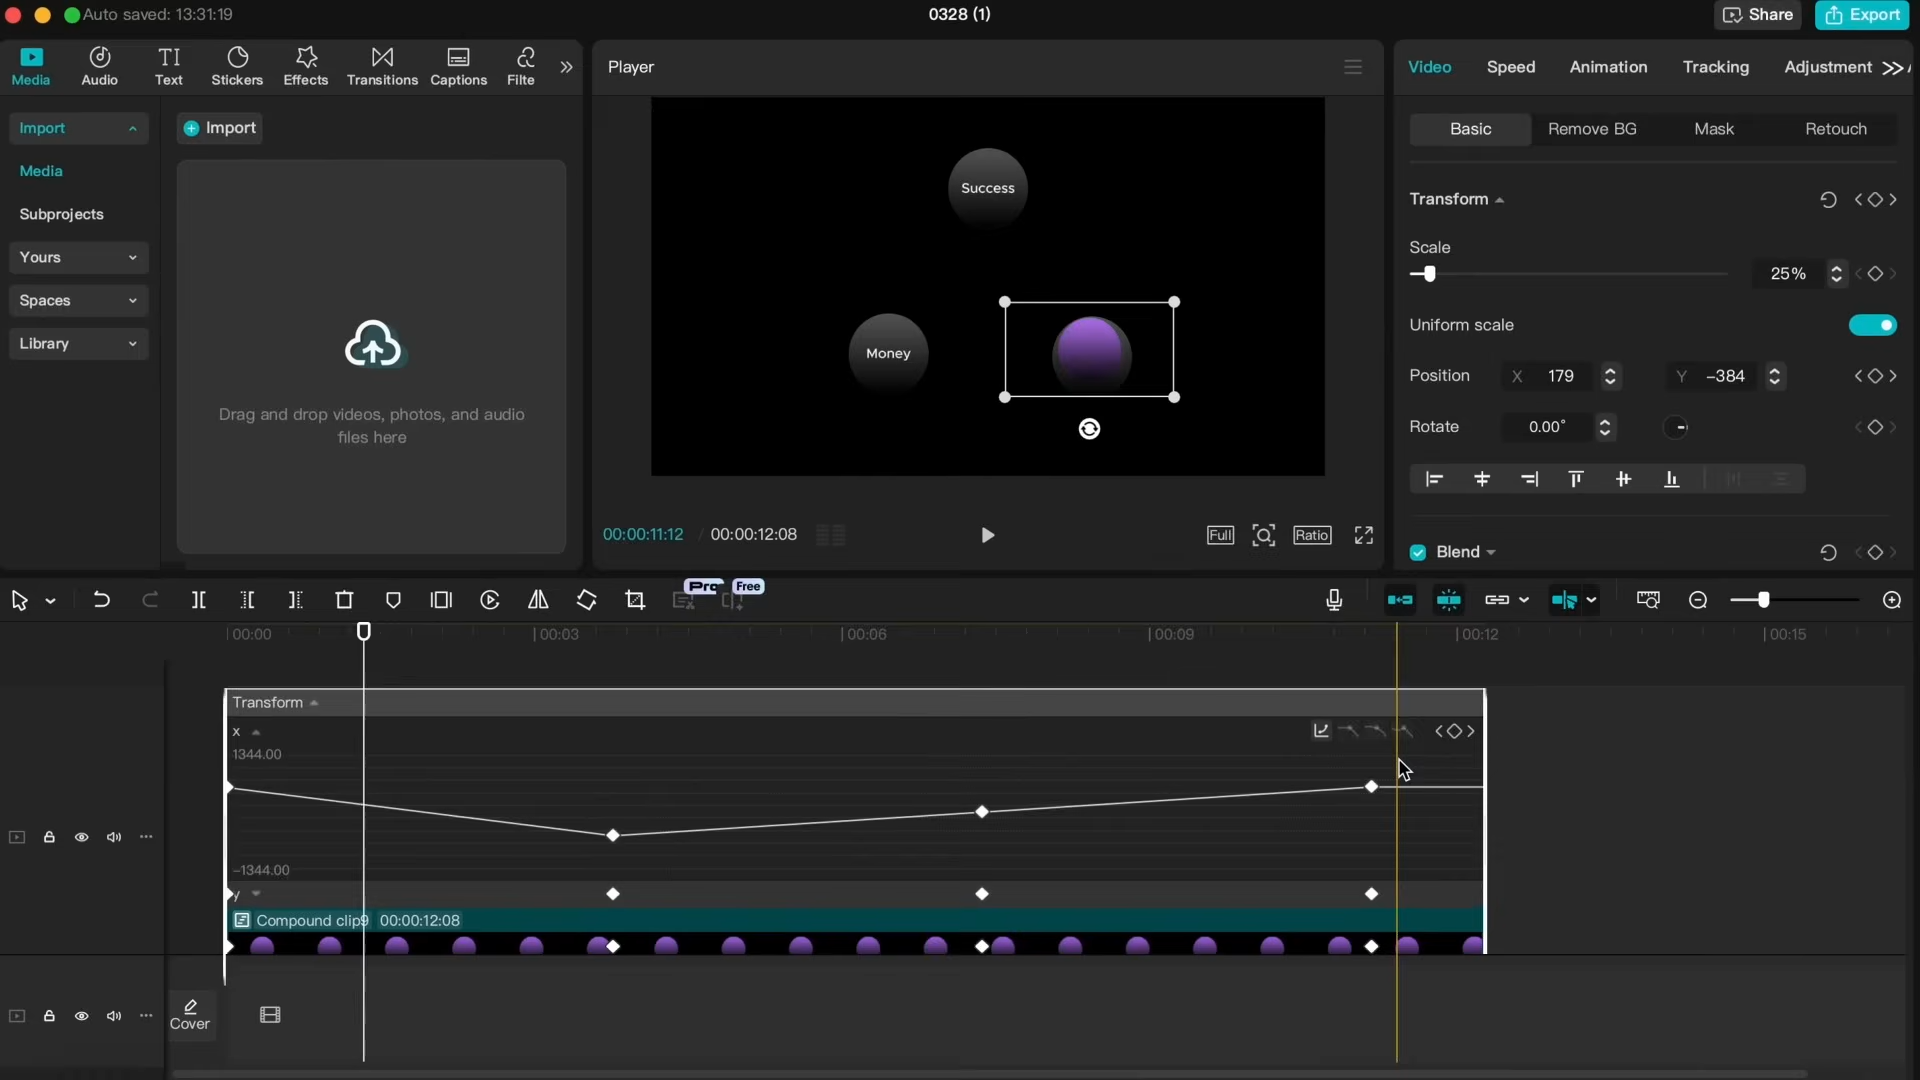 Auto saved: 13:31:19
0328 (1)
Share
Export
Media
Audio
TI
Text
Stickers
Effects
Transitions
Captions
Filte
Player
Video
Speed
Animation
Tracking
Adjustment
Import
Import
Media
Subprojects
Yours
Spaces
Library
Drag and drop videos, photos, and audio
files here
Success
Money
00:00:11:12 / 00:00:12:08
Full
Ratio
Basic
Remove BG
Mask
Retouch
Transform
Scale
25%
Uniform scale
Position
X 179
Y -384
Rotate
0.00°
Blend
Pro
Free
00:00
00:03
00:06
00:09
00:12
00:15
Transform
x
1344.00
-1344.00
y
Compound clip9 00:00:12:08
Cover